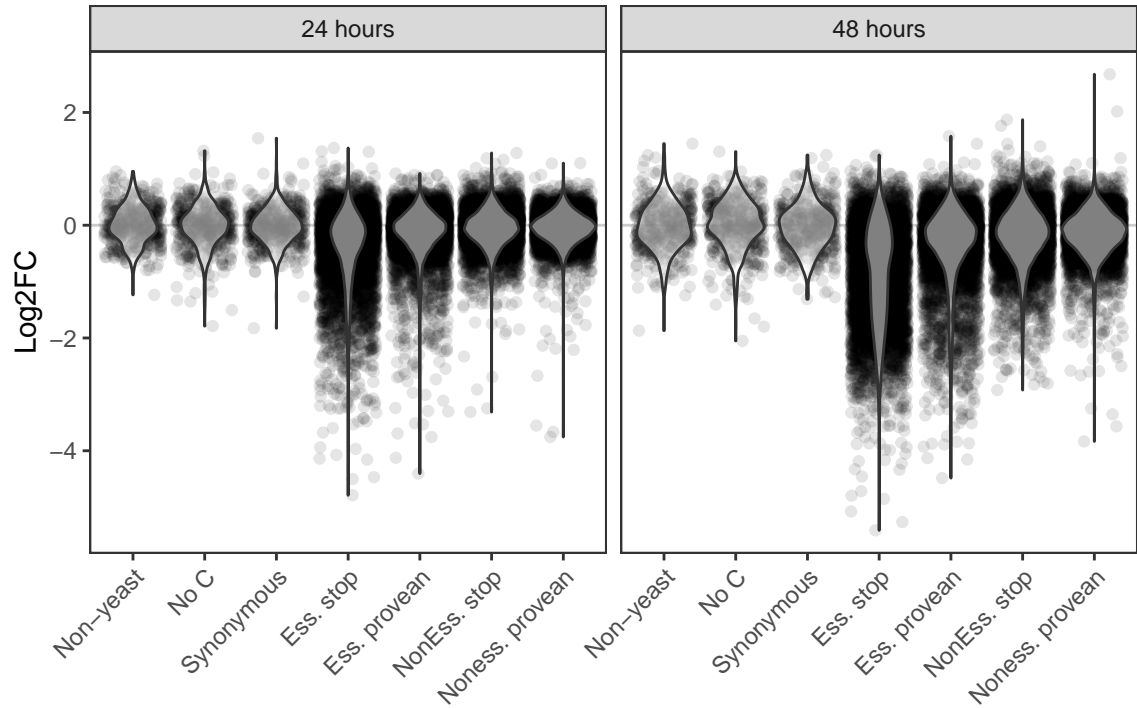 24 hours
48 hours
Log2FC
2
0
−2
−4
Non−yeast
No C
Synonymous
Ess. stop
Ess. provean
NonEss. stop
Noness. provean
Non−yeast
No C
Synonymous
Ess. stop
Ess. provean
NonEss. stop
Noness. provean